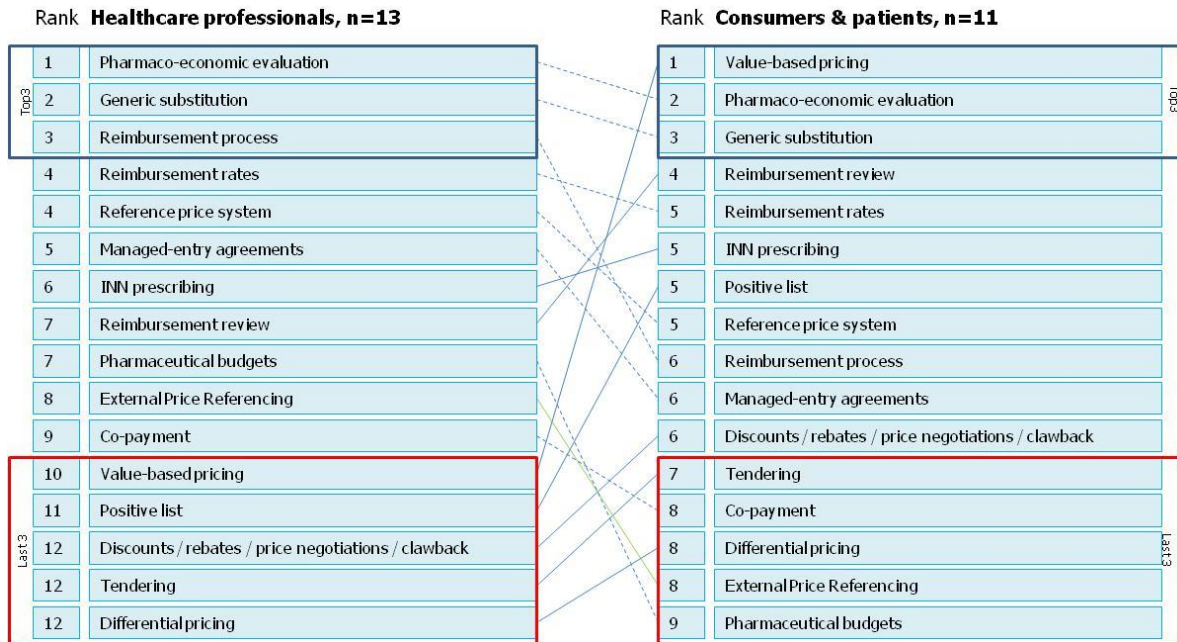 Rank Healthcare professionals, n=13
Top3
1 Pharmaco-economic evaluation
2 Generic substitution
3 Reimbursement process
4 Reimbursement rates
4 Reference price system
5 Managed-entry agreements
6 INN prescribing
7 Reimbursement review
7 Pharmaceutical budgets
8 External Price Referencing
9 Co-payment
Last 3
10 Value-based pricing
11 Positive list
12 Discounts / rebates / price negotiations / clawback
12 Tendering
12 Differential pricing
Rank Consumers & patients, n=11
Top3
1 Value-based pricing
2 Pharmaco-economic evaluation
3 Generic substitution
4 Reimbursement review
5 Reimbursement rates
5 INN prescribing
5 Positive list
5 Reference price system
6 Reimbursement process
6 Managed-entry agreements
6 Discounts / rebates / price negotiations / clawback
Last 3
7 Tendering
8 Co-payment
8 Differential pricing
8 External Price Referencing
9 Pharmaceutical budgets